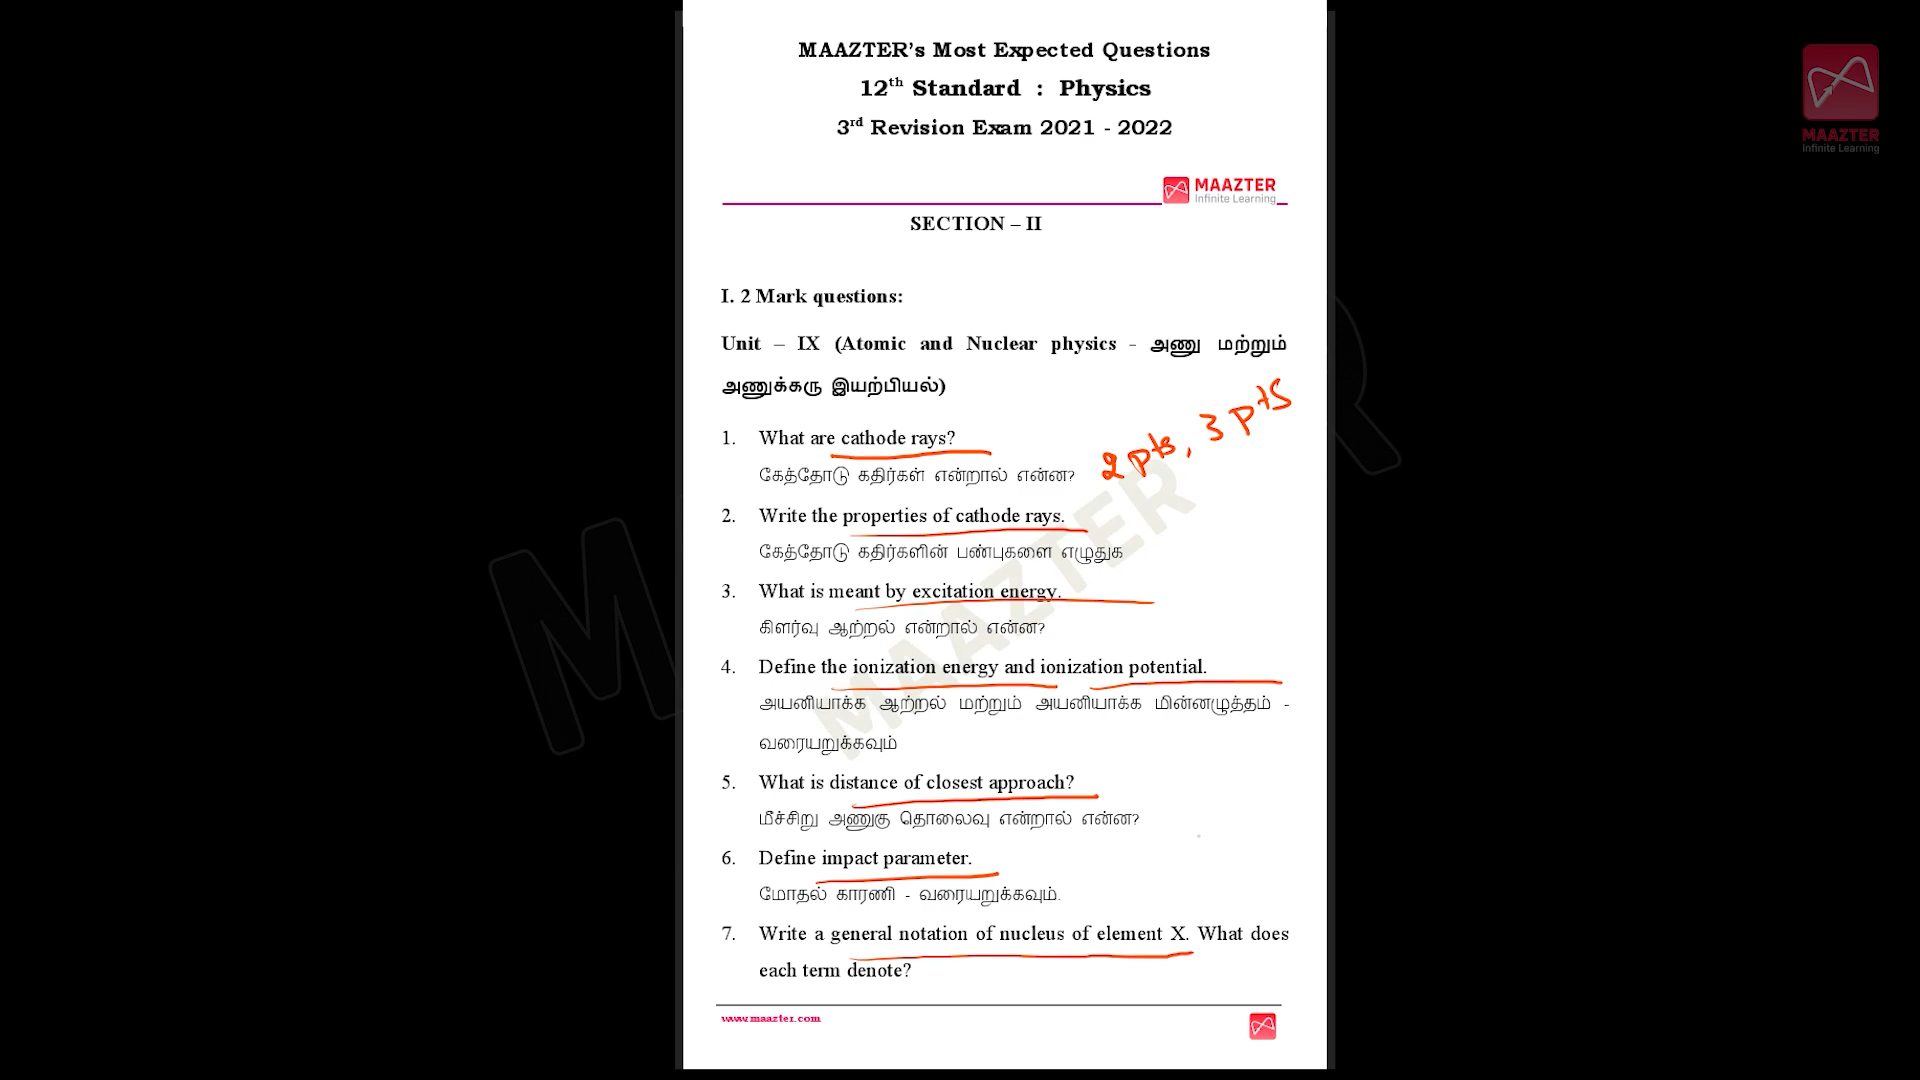 MAAZTER's Most Expected Questions
12th Standard : Physics
3rd Revision Exam 2021 - 2022
MAAZTER
Infinite Learning
MAAZTER
Infinite Learning
SECTION – II
I. 2 Mark questions:
Unit – IX (Atomic and Nuclear physics - அணு மற்றும்
அணுக்கரு இயற்பியல்)
2 pts, 3 pts
1. What are cathode rays?
கேத்தோடு கதிர்கள் என்றால் என்ன?
2. Write the properties of cathode rays.
கேத்தோடு கதிர்களின் பண்புகளை எழுதுக
3. What is meant by excitation energy.
கிளர்வு ஆற்றல் என்றால் என்ன?
4. Define the ionization energy and ionization potential.
அயனியாக்க ஆற்றல் மற்றும் அயனியாக்க மின்னழுத்தம் -
வரையறுக்கவும்
5. What is distance of closest approach?
மீச்சிறு அணுகு தொலைவு என்றால் என்ன?
6. Define impact parameter.
மோதல் காரணி - வரையறுக்கவும்.
7. Write a general notation of nucleus of element X. What does
each term denote?
www.maazter.com
MAAZTER